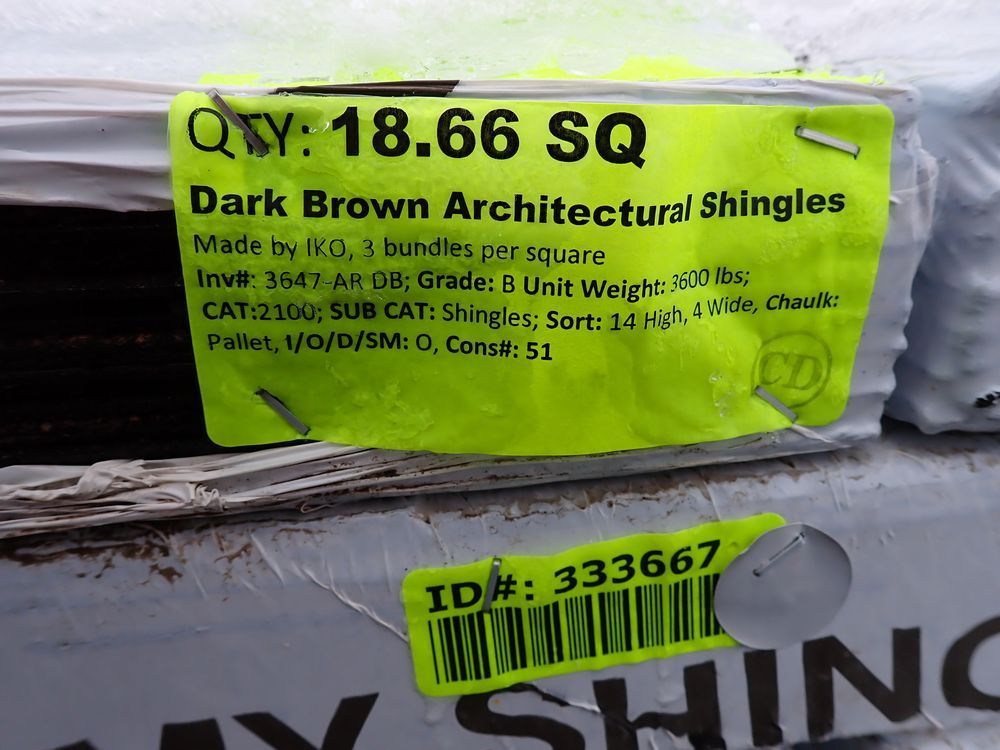 QTY: 18.66 SQ
Dark Brown Architectural Shingles
Made by IKO, 3 bundles per square
Inv#: 3647-AR DB; Grade: B Unit Weight: 3600 lbs;
CAT:2100; SUB CAT: Shingles; Sort: 14 High, 4 Wide, Chaulk:
Pallet, I/O/D/SM: O, Cons#: 51
CD
ID#: 333667
MY SHING